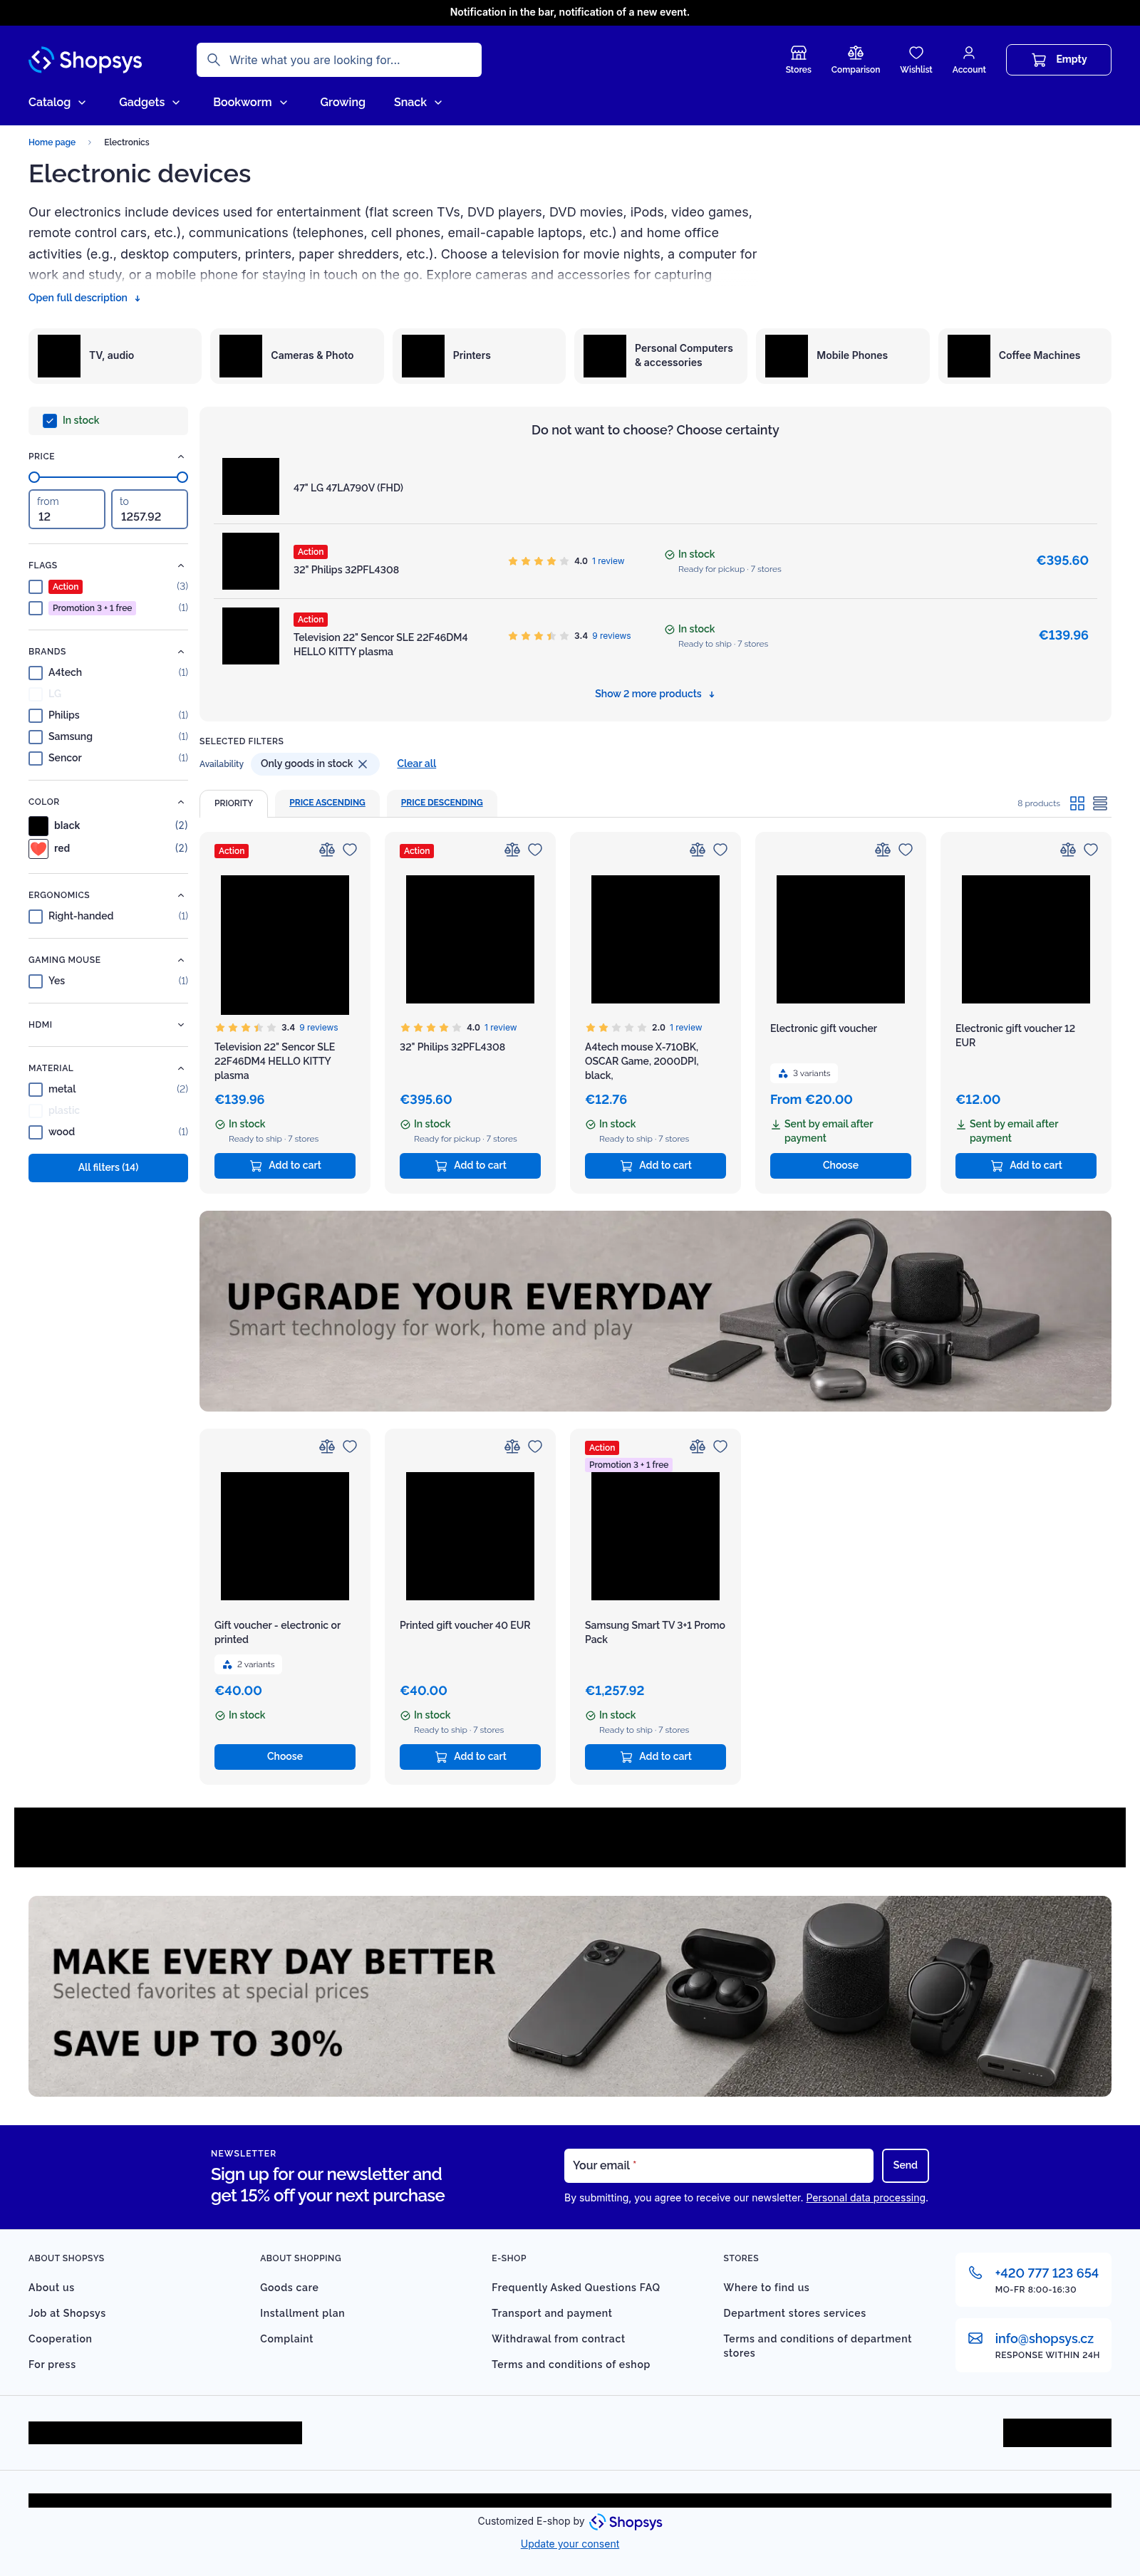 Notification in the bar, notification of a new event.
Shopsys
Write what you are looking for...
Stores
Comparison
Wishlist
Account
Empty
Catalog
Gadgets
Bookworm
Growing
Snack
Home page
Electronics
Electronic devices
Our electronics include devices used for entertainment (flat screen TVs, DVD players, DVD movies, iPods, video games,
remote control cars, etc.), communications (telephones, cell phones, email-capable laptops, etc.) and home office
activities (e.g., desktop computers, printers, paper shredders, etc.). Choose a television for movie nights, a computer for
work and study, or a mobile phone for staying in touch on the go. Explore cameras and accessories for capturing
Open full description
TV, audio
Cameras & Photo
Printers
Personal Computers
& accessories
Mobile Phones
Coffee Machines
In stock
PRICE
from
12
to
1257.92
FLAGS
Action (3)
Promotion 3 + 1 free (1)
BRANDS
A4tech (1)
LG
Philips (1)
Samsung (1)
Sencor (1)
COLOR
black (2)
red (2)
ERGONOMICS
Right-handed (1)
GAMING MOUSE
Yes (1)
HDMI
MATERIAL
metal (2)
plastic
wood (1)
All filters (14)
Do not want to choose? Choose certainty
47" LG 47LA790V (FHD)
Action
32" Philips 32PFL4308
4.0 1 review
In stock
Ready for pickup · 7 stores
€395.60
Action
Television 22" Sencor SLE 22F46DM4
HELLO KITTY plasma
3.4 9 reviews
In stock
Ready to ship · 7 stores
€139.96
Show 2 more products
SELECTED FILTERS
Availability
Only goods in stock
Clear all
PRIORITY
PRICE ASCENDING
PRICE DESCENDING
8 products
Action
3.4 9 reviews
Television 22" Sencor SLE
22F46DM4 HELLO KITTY
plasma
€139.96
In stock
Ready to ship · 7 stores
Add to cart
Action
4.0 1 review
32" Philips 32PFL4308
€395.60
In stock
Ready for pickup · 7 stores
Add to cart
2.0 1 review
A4tech mouse X-710BK,
OSCAR Game, 2000DPI,
black,
€12.76
In stock
Ready to ship · 7 stores
Add to cart
Electronic gift voucher
3 variants
From €20.00
Sent by email after
payment
Choose
Electronic gift voucher 12
EUR
€12.00
Sent by email after
payment
Add to cart
UPGRADE YOUR EVERYDAY
Smart technology for work, home and play
Gift voucher - electronic or
printed
2 variants
€40.00
In stock
Choose
Printed gift voucher 40 EUR
€40.00
In stock
Ready to ship · 7 stores
Add to cart
Action
Promotion 3 + 1 free
Samsung Smart TV 3+1 Promo
Pack
€1,257.92
In stock
Ready to ship · 7 stores
Add to cart
MAKE EVERY DAY BETTER
Selected favorites at special prices
SAVE UP TO 30%
NEWSLETTER
Sign up for our newsletter and
get 15% off your next purchase
Your email *
Send
By submitting, you agree to receive our newsletter. Personal data processing.
ABOUT SHOPSYS
About us
Job at Shopsys
Cooperation
For press
ABOUT SHOPPING
Goods care
Installment plan
Complaint
E-SHOP
Frequently Asked Questions FAQ
Transport and payment
Withdrawal from contract
Terms and conditions of eshop
STORES
Where to find us
Department stores services
Terms and conditions of department
stores
+420 777 123 654
MO-FR 8:00-16:30
info@shopsys.cz
RESPONSE WITHIN 24H
Customized E-shop by Shopsys
Update your consent